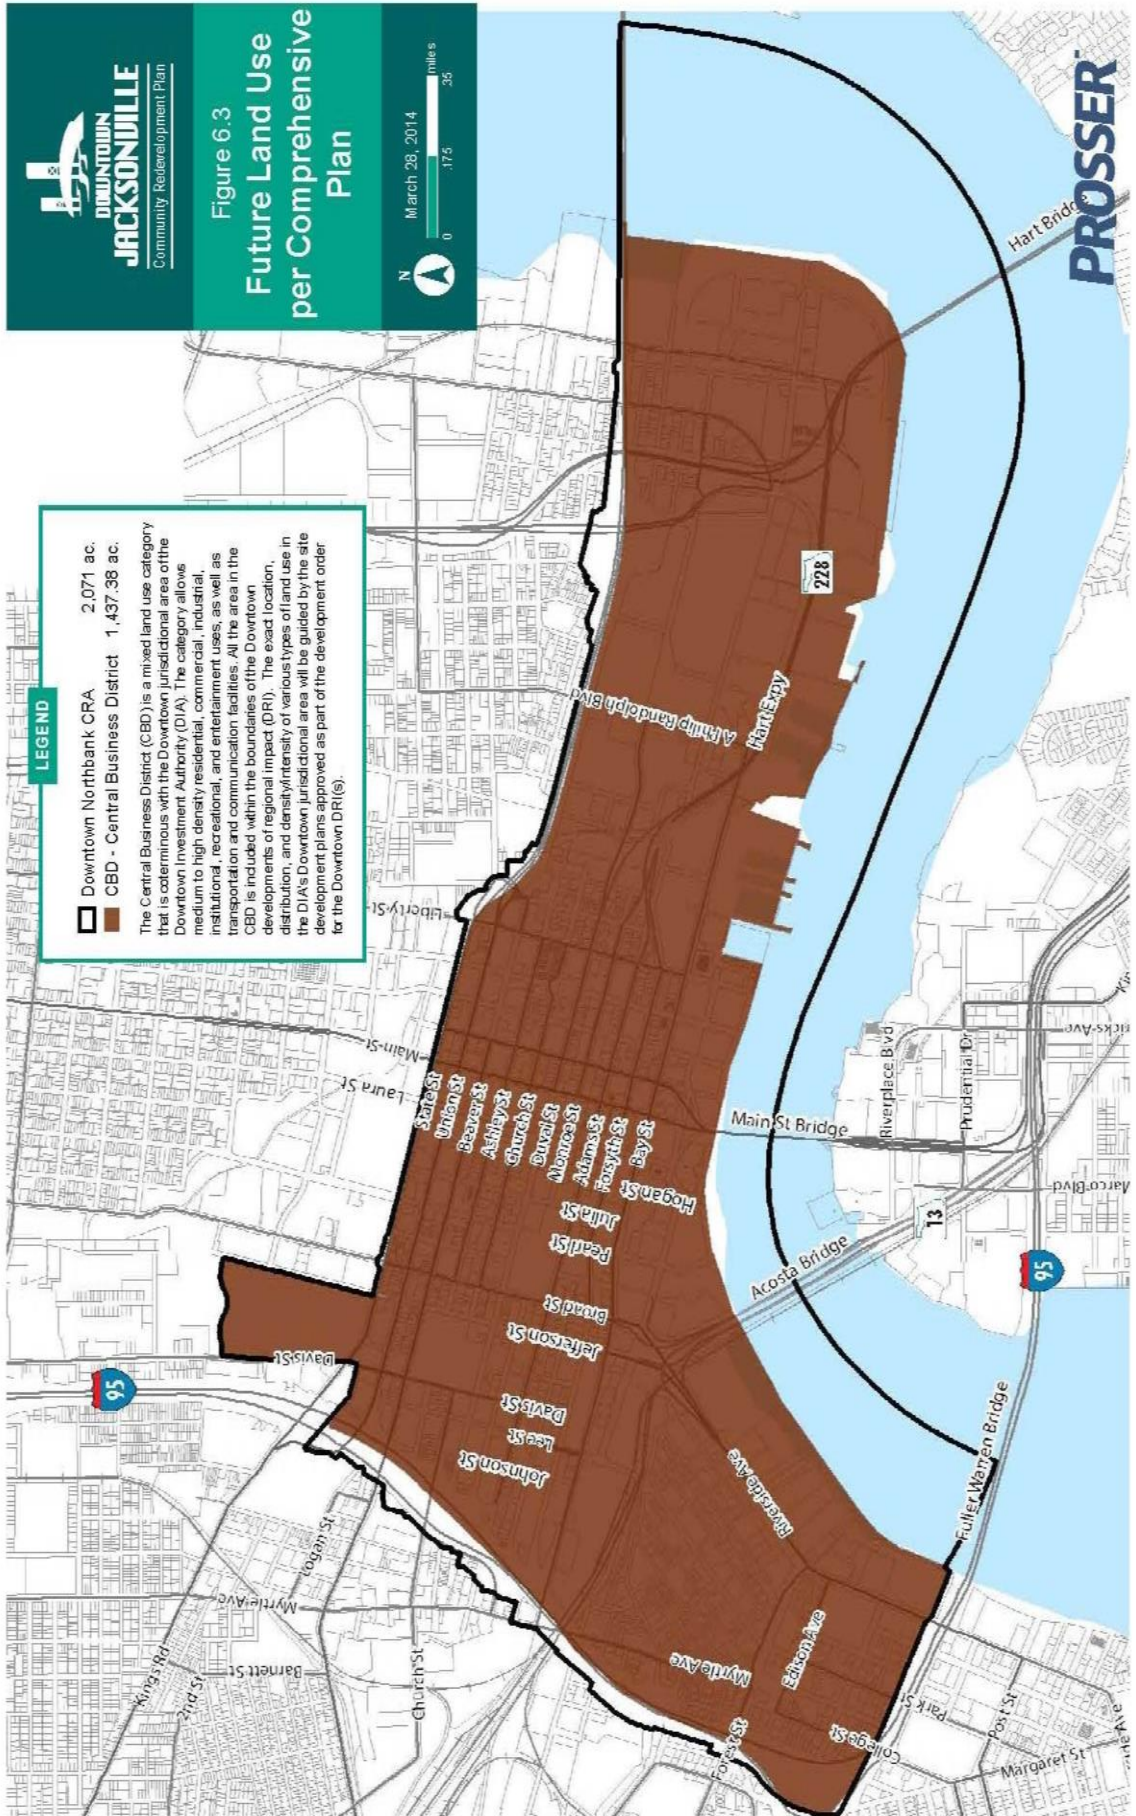 DOWNTOWN
JACKSONVILLE
Community Redevelopment Plan
Figure 6.3
Future Land Use
per Comprehensive
Plan
N
March 28, 2014
0 .175 .35 miles
LEGEND
Downtown Northbank CRA 2,071 ac.
CBD - Central Business District 1,437.38 ac.
The Central Business District (CBD) is a mixed land use category
that is coterminous with the Downtown jurisdictional area of the
Downtown Investment Authority (DIA). The category allows
medium to high density residential, commercial, industrial,
institutional, recreational, and entertainment uses, as well as
transportation and communication facilities. All the area in the
CBD is included within the boundaries of the Downtown
developments of regional impact (DRI). The exact location,
distribution, and density/intensity of various types of land use in
the DIA's Downtown jurisdictional area will be guided by the site
development plans approved as part of the development order
for the Downtown DRI(s).
PROSSER
95
Kings Rd
2nd St
Barnett St
Myrtle Ave
Logan St
Church St
Davis St
Laura St
Main St
Liberty St
State St
Union St
Beaver St
Ashley St
Church St
Duval St
Monroe St
Adams St
Forsyth St
Bay St
Hogan St
Julia St
Pearl St
Broad St
Jefferson St
Davis St
Lee St
Johnson St
A Philip Randolph Blvd
Hart Expy
228
Hart Bridge
Main St Bridge
Acosta Bridge
13
Riverplace Blvd
Prudential Dr
95
Fuller Warren Bridge
Riverside Ave
Myrtle Ave
Edison Ave
Forest St
College St
Park St
Post St
Margaret St